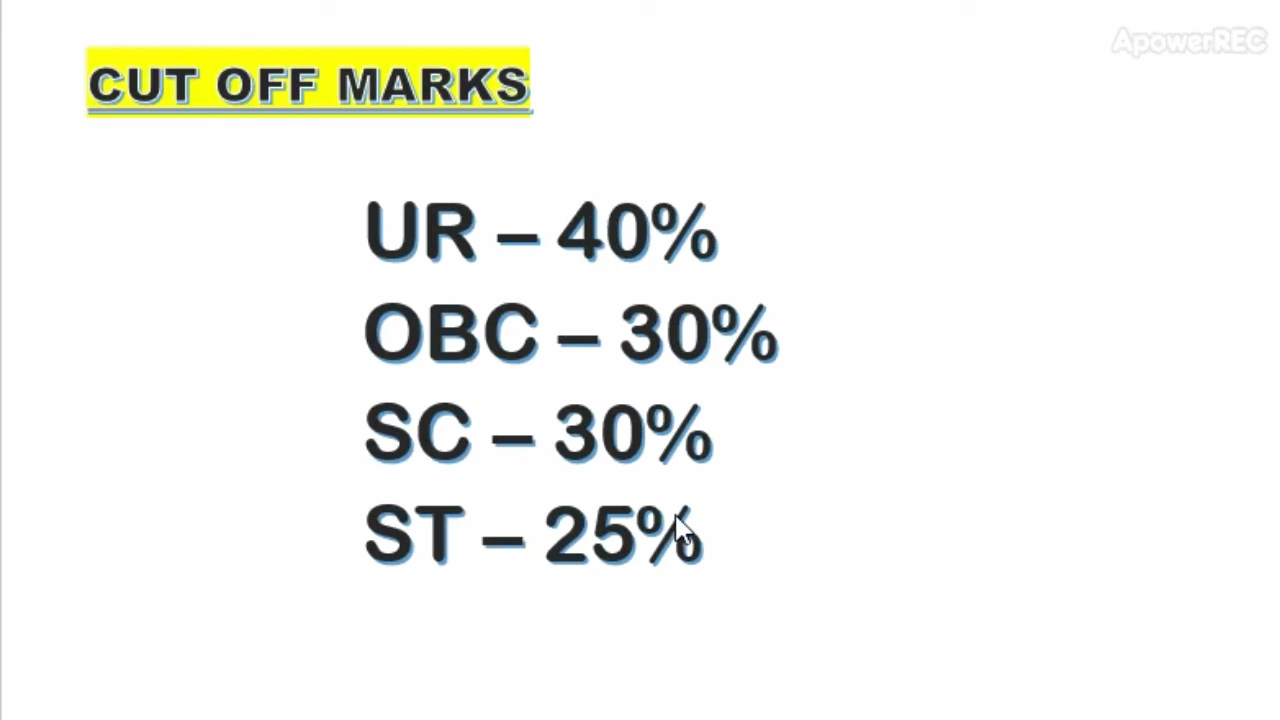 ApowerREC
CUT OFF MARKS
UR – 40%
OBC – 30%
SC – 30%
ST – 25%